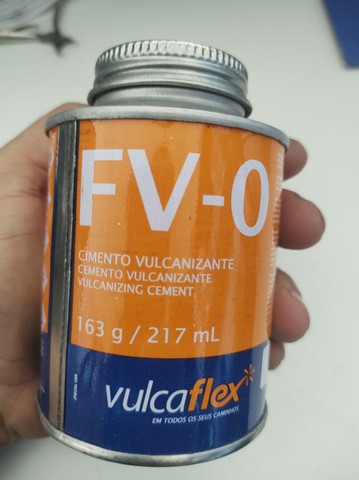 FV-0
CIMENTO VULCANIZANTE
CEMENTO VULCANIZANTE
VULCANIZING CEMENT
163 g / 217 mL
vulcaflex
EM TODOS OS SEUS CAMINHOS